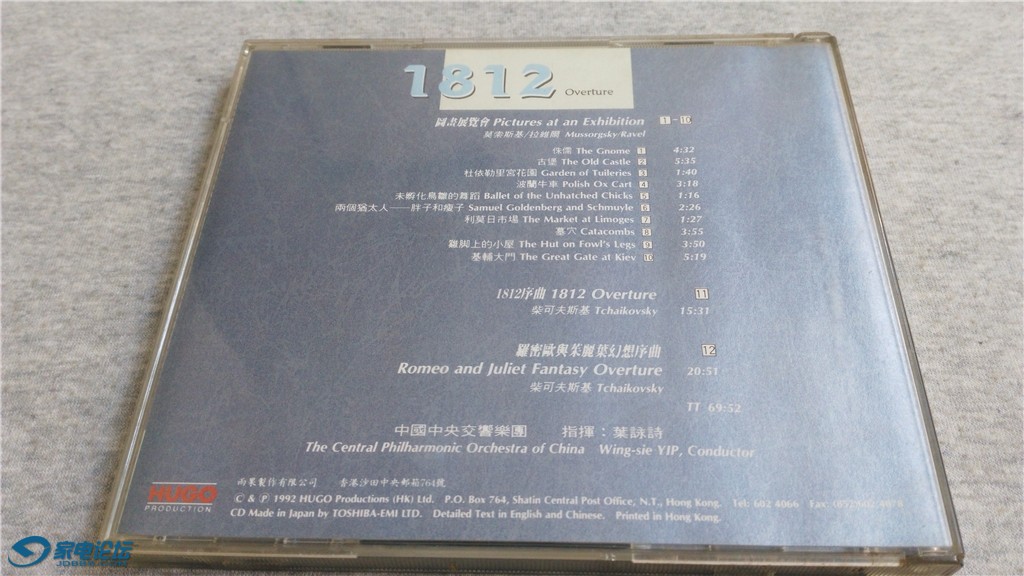 1812 Overture
圖畫展覽會 Pictures at an Exhibition 1-10
莫索斯基/拉維爾 Mussorgsky/Ravel
侏儒 The Gnome 1 4:32
古堡 The Old Castle 2 5:35
杜依勒里宮花園 Garden of Tuileries 3 1:40
波蘭牛車 Polish Ox Cart 4 3:18
未孵化鳥雛的舞蹈 Ballet of the Unhatched Chicks 5 1:16
兩個猶太人——胖子和瘦子 Samuel Goldenberg and Schmuyle 6 2:26
利莫日市場 The Market at Limoges 7 1:27
墓穴 Catacombs 8 3:55
雞脚上的小屋 The Hut on Fowl's Legs 9 3:50
基輔大門 The Great Gate at Kiev 10 5:19
1812序曲 1812 Overture 11
柴可夫斯基 Tchaikovsky 15:31
羅密歐與茱麗葉幻想序曲 12
Romeo and Juliet Fantasy Overture 20:51
柴可夫斯基 Tchaikovsky
TT 69:52
中國中央交響樂團 指揮：葉詠詩
The Central Philharmonic Orchestra of China Wing-sie YIP, Conductor
HUGO
PRODUCTION
雨果製作有限公司 香港沙田中央郵箱764號
C & P 1992 HUGO Productions (HK) Ltd. P.O. Box 764, Shatin Central Post Office, N.T., Hong Kong. Tel: 602 4066 Fax:
CD Made in Japan by TOSHIBA-EMI LTD. Detailed Text in English and Chinese. Printed in Hong Kong.
家电论坛